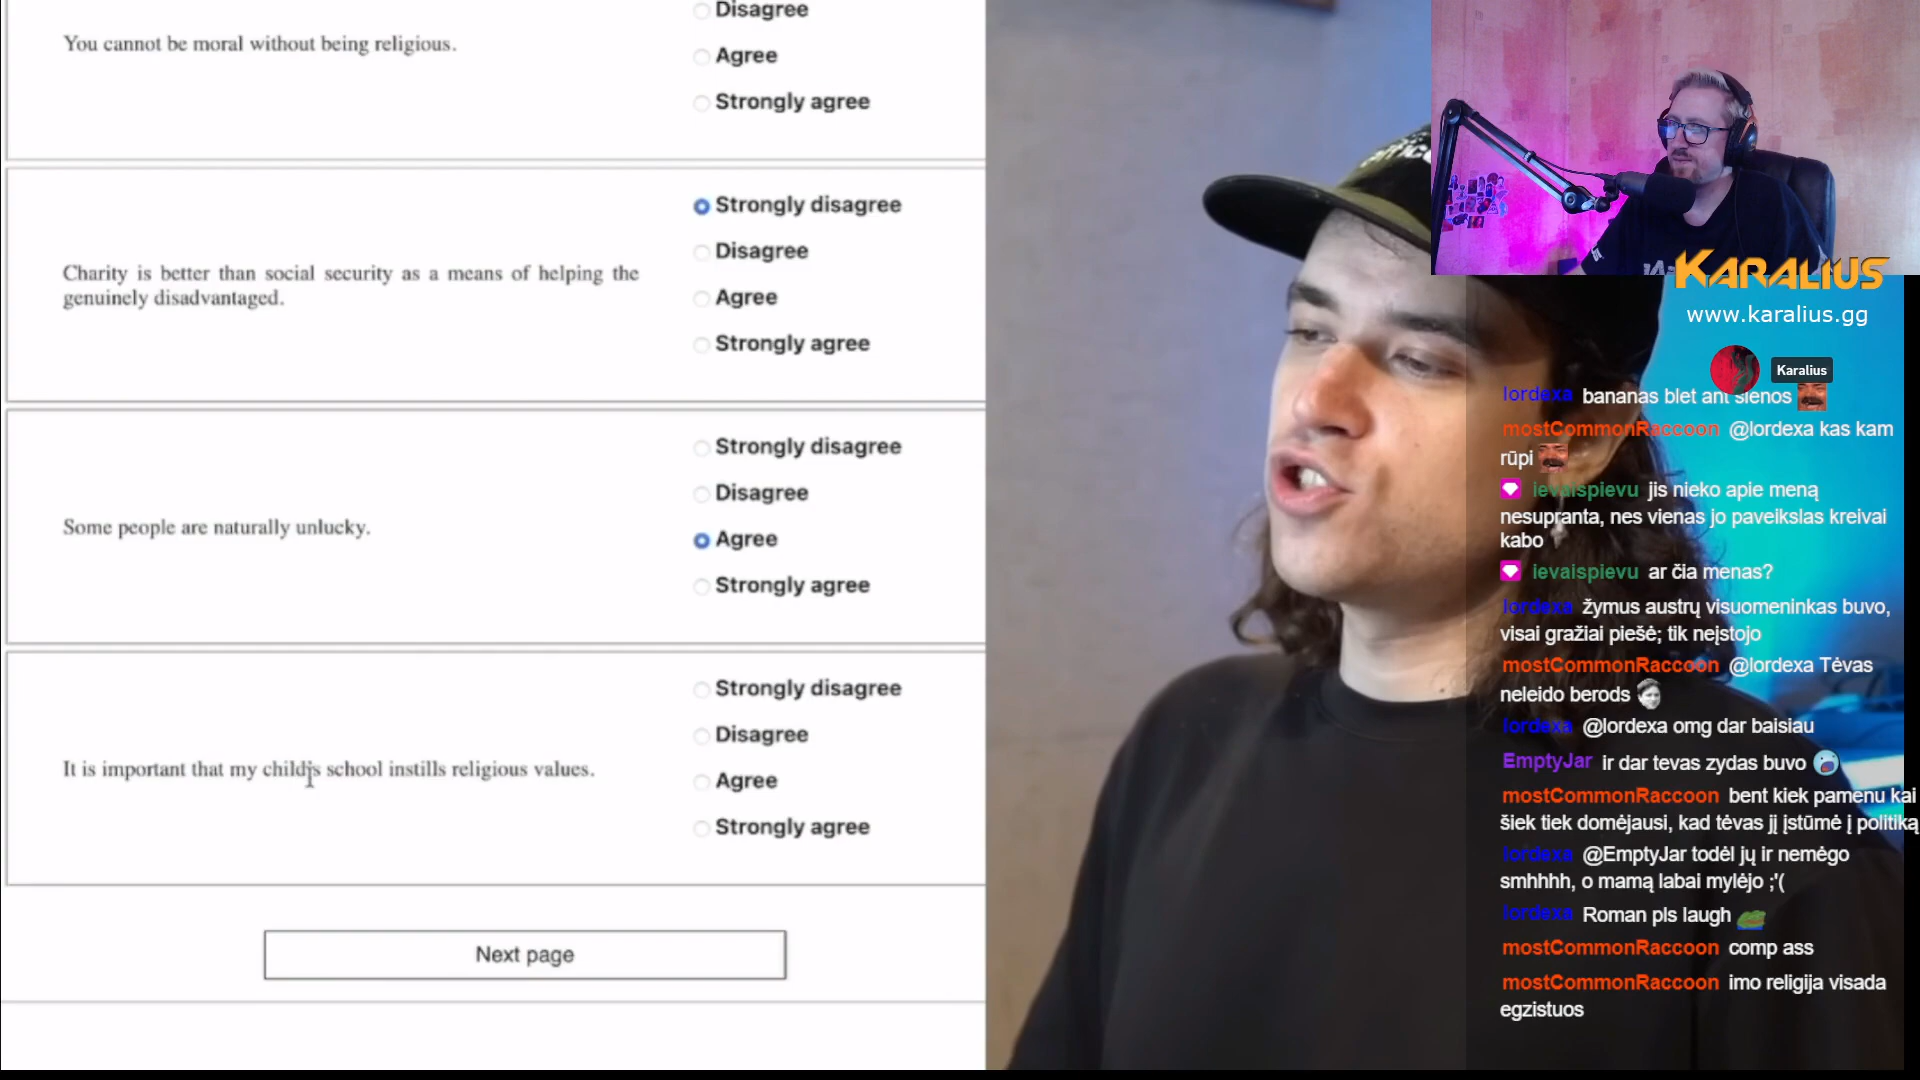 Disagree
You cannot be moral without being religious.
Agree
Strongly agree
Strongly disagree
Disagree
Charity is better than social security as a means of helping the
genuinely disadvantaged.
Agree
Strongly agree
Strongly disagree
Disagree
Some people are naturally unlucky.
Agree
Strongly agree
Strongly disagree
Disagree
It is important that my child's school instills religious values.
Agree
Strongly agree
Next page
KARALIUS
www.karalius.gg
Karalius
lordexa bananas blet ant sienos
mostCommonRaccoon @lordexa kas kam
rūpi
ievaispievu jis nieko apie meną
nesupranta, nes vienas jo paveikslas kreivai
kabo
ievaispievu ar čia menas?
lordexa žymus austrų visuomeninkas buvo,
visai gražiai piešė; tik neįstojo
mostCommonRaccoon @lordexa Tėvas
neleido berods
lordexa @lordexa omg dar baisiau
EmptyJar ir dar tevas zydas buvo
mostCommonRaccoon bent kiek pamenu kai
šiek tiek domėjausi, kad tėvas jį įstūmė į politiką
lordexa @EmptyJar todėl jų ir nemėgo
smhhhh, o mamą labai mylėjo ;'(
lordexa Roman pls laugh
mostCommonRaccoon comp ass
mostCommonRaccoon imo religija visada
egzistuos